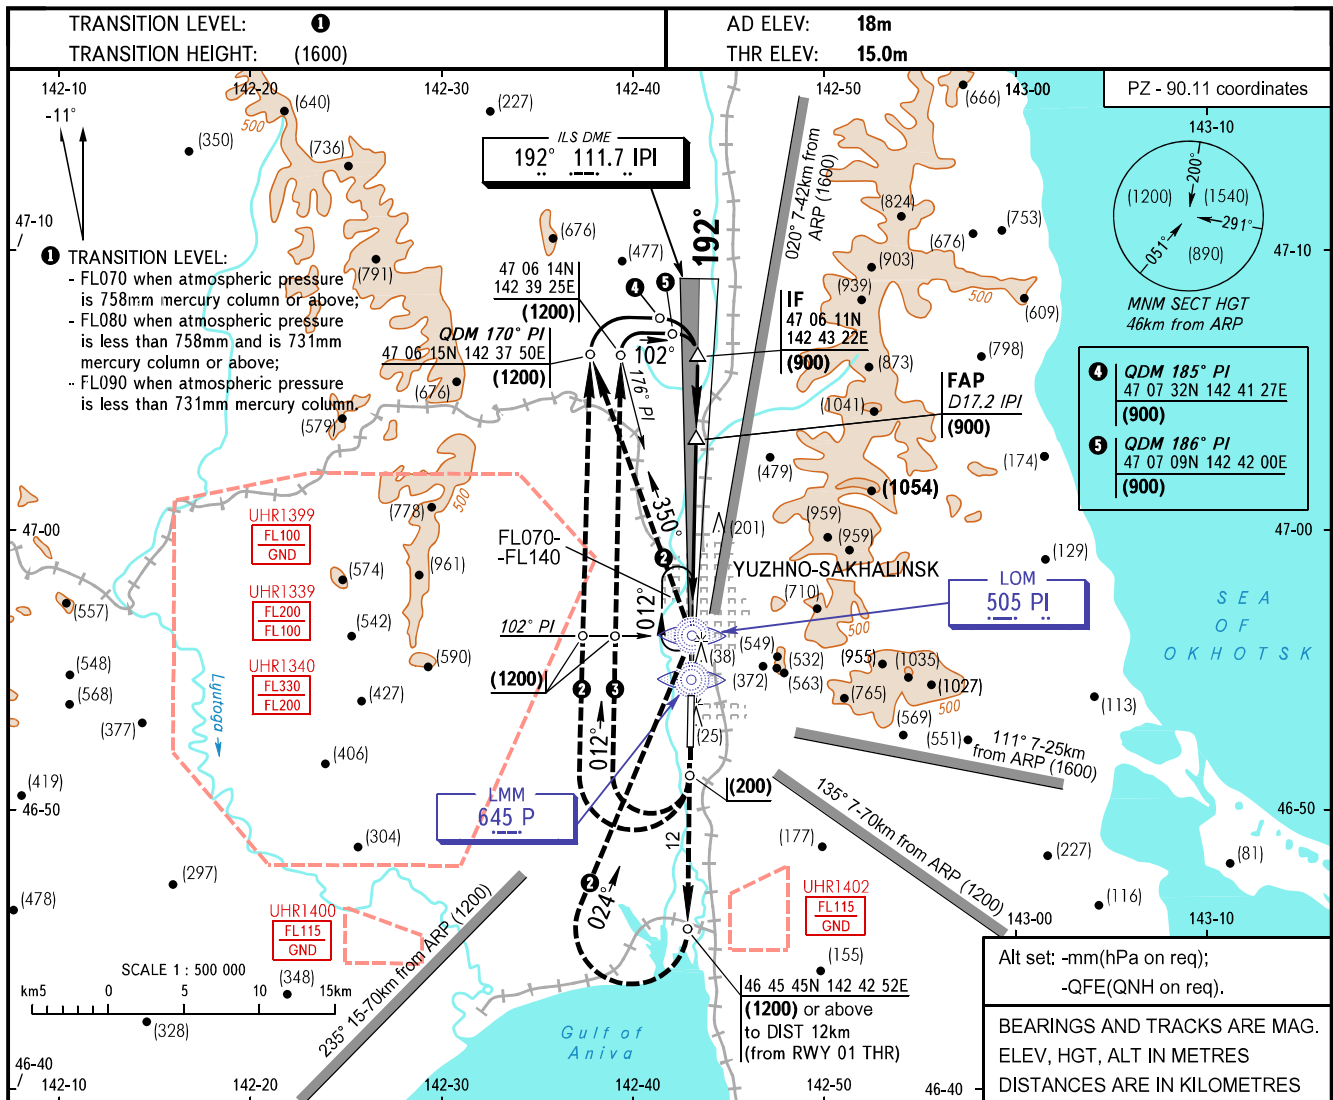 TRANSITION LEVEL: 1
TRANSITION HEIGHT: (1600)
AD ELEV: 18m
THR ELEV: 15.0m
142-10
142-20
142-30
142-40
142-50
143-00
PZ - 90.11 coordinates
143-10
-11°
(640)
500
(350)
(736)
(227)
(666)
ILS DME
192° 111.7 IPI
020° 7-42km from
ARP (1600)
200°
(1200)
(1540)
291°
051°
(890)
MNM SECT HGT
46km from ARP
47-10
47-10
(824)
(753)
(676)
(676)
(477)
(903)
(791)
(939)
500
(609)
192°
1 TRANSITION LEVEL:
- FL070 when atmospheric pressure
is 758mm mercury column or above;
- FL080 when atmospheric pressure
is less than 758mm and is 731mm
mercury column or above;
- FL090 when atmospheric pressure
is less than 731mm mercury column.
47 06 14N
142 39 25E
(1200)
4
5
QDM 170° PI
47 06 15N 142 37 50E
(1200)
102°
176° PI
IF
47 06 11N
142 43 22E
(900)
(873)
(798)
FAP
D17.2 IPI
(900)
(1041)
4 QDM 185° PI
47 07 32N 142 41 27E
(900)
5 QDM 186° PI
47 07 09N 142 42 00E
(900)
(676)
(579)
(479)
(174)
(1054)
500
(778)
350°
47-00
47-00
UHR1399
FL100
GND
FL070-
-FL140
2
(201)
(959)
(959)
(129)
YUZHNO-SAKHALINSK
(574)
(961)
UHR1339
FL200
FL100
(557)
(542)
012°
102° PI
LOM
505 PI
(710)
500
SEA
OF
OKHOTSK
(548)
(568)
UHR1340
FL330
FL200
(590)
(427)
(1200)
2
3
(38)
(549)
(532)
(372)
(563)
(955)
(1035)
(1027)
(765)
500
(113)
Lyutoga
(377)
(406)
012°
(25)
(569)
(551)
111° 7-25km
from ARP (1600)
(419)
46-50
46-50
LMM
645 P
(200)
12
135° 7-70km from ARP (1200)
(304)
(177)
(227)
(81)
(297)
(478)
2
024°
UHR1402
FL115
GND
(116)
143-00
143-10
UHR1400
FL115
GND
235° 15-70km from ARP (1200)
(155)
SCALE 1 : 500 000
km5 0 5 10 15km
(348)
(328)
46 45 45N 142 42 52E
(1200) or above
to DIST 12km
(from RWY 01 THR)
Gulf of
Aniva
Alt set: -mm(hPa on req);
-QFE(QNH on req).
BEARINGS AND TRACKS ARE MAG.
ELEV, HGT, ALT IN METRES
DISTANCES ARE IN KILOMETRES
46-40
142-10
142-20
142-30
142-40
142-50
46-40